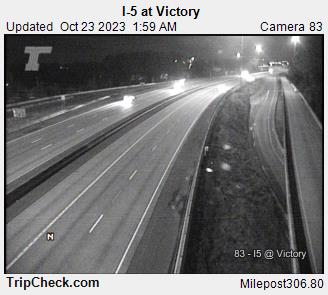 I-5 at Victory
Updated Oct 23 2023 1:59 AM Camera 83
T
N
83 - I5 @ Victory
TripCheck.com Milepost306.80